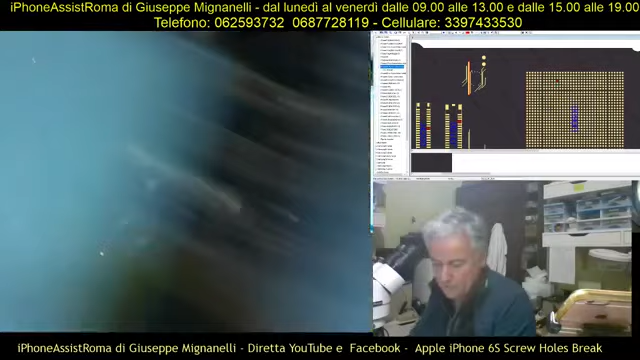 iPhoneAssistRoma di Giuseppe Mignanelli - dal lunedì al venerdì dalle 09.00 alle 13.00 e dalle 15.00 alle 19.00
Telefono: 062593732 0687728119 - Cellulare: 3397433530
iPhoneAssistRoma di Giuseppe Mignanelli - Diretta YouTube e Facebook - Apple iPhone 6S Screw Holes Break